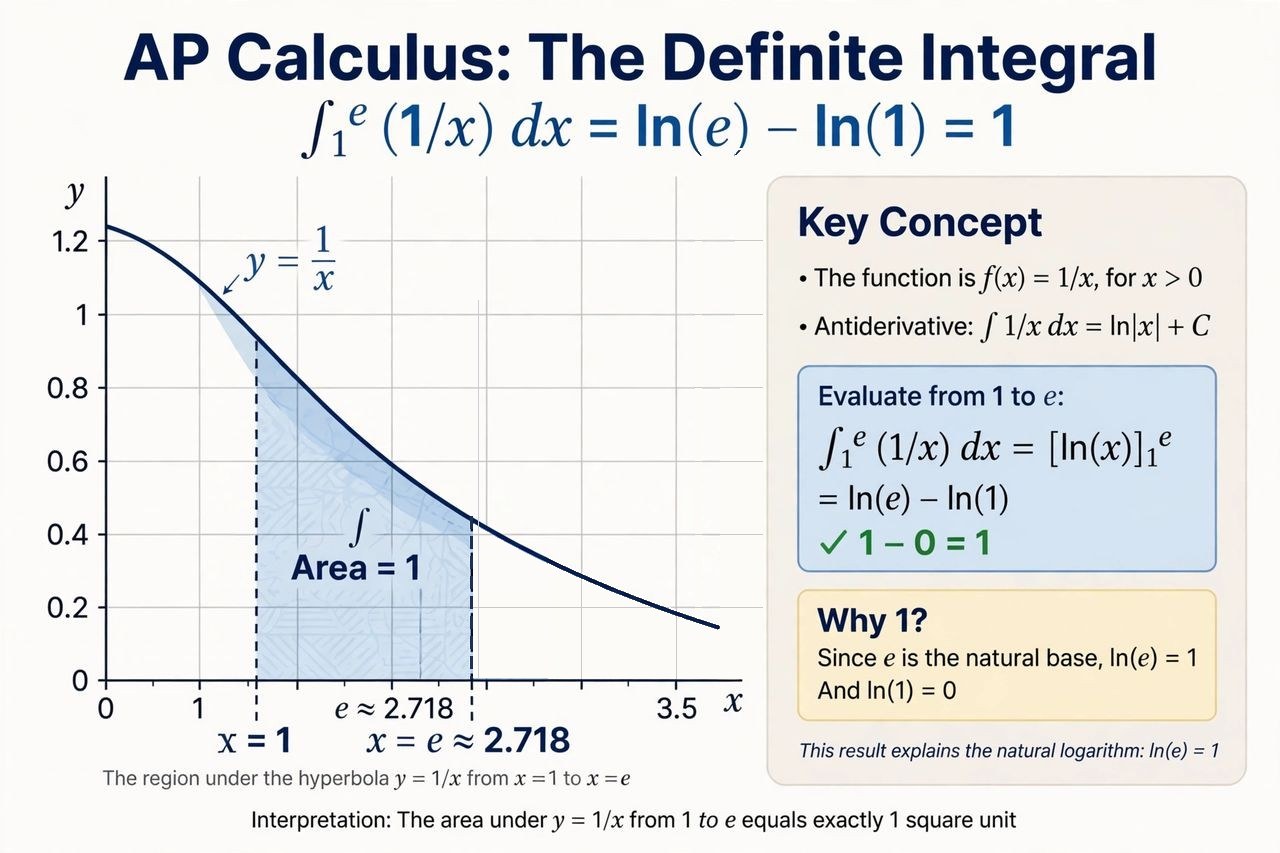 AP Calculus: The Definite Integral
∫₁ᵉ (1/x) dx = ln(e) − ln(1) = 1
y
1.2
1
0.8
0.6
0.4
0.2
0
y = 1/x
∫
Area = 1
0 1 e ≈ 2.718 3.5 x
x = 1 x = e ≈ 2.718
The region under the hyperbola y = 1/x from x =1 to x =e
Key Concept
• The function is f(x) = 1/x, for x > 0
• Antiderivative: ∫ 1/x dx = ln|x| + C
Evaluate from 1 to e:
∫₁ᵉ (1/x) dx = [ln(x)]₁ᵉ
= ln(e) − ln(1)
✓ 1 − 0 = 1
Why 1?
Since e is the natural base, ln(e) = 1
And ln(1) = 0
This result explains the natural logarithm: ln(e) = 1
Interpretation: The area under y = 1/x from 1 to e equals exactly 1 square unit